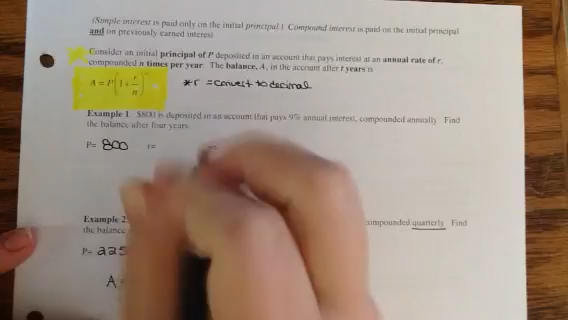 (Simple interest is paid only on the initial principal.) Compound interest is paid on the initial principal
and on previously earned interest
Consider an initial principal of P deposited in an account that pays interest at an annual rate of r,
compounded n times per year. The balance, A, in the account after t years is
A = P(1+ r/n)
*r =convert to decimal
Example 1 $800 is deposited in an account that pays 9% annual interest, compounded annually Find
the balance after four years.
P= 800 r=
Example 2 compounded quarterly Find
the balance
P= 225
A